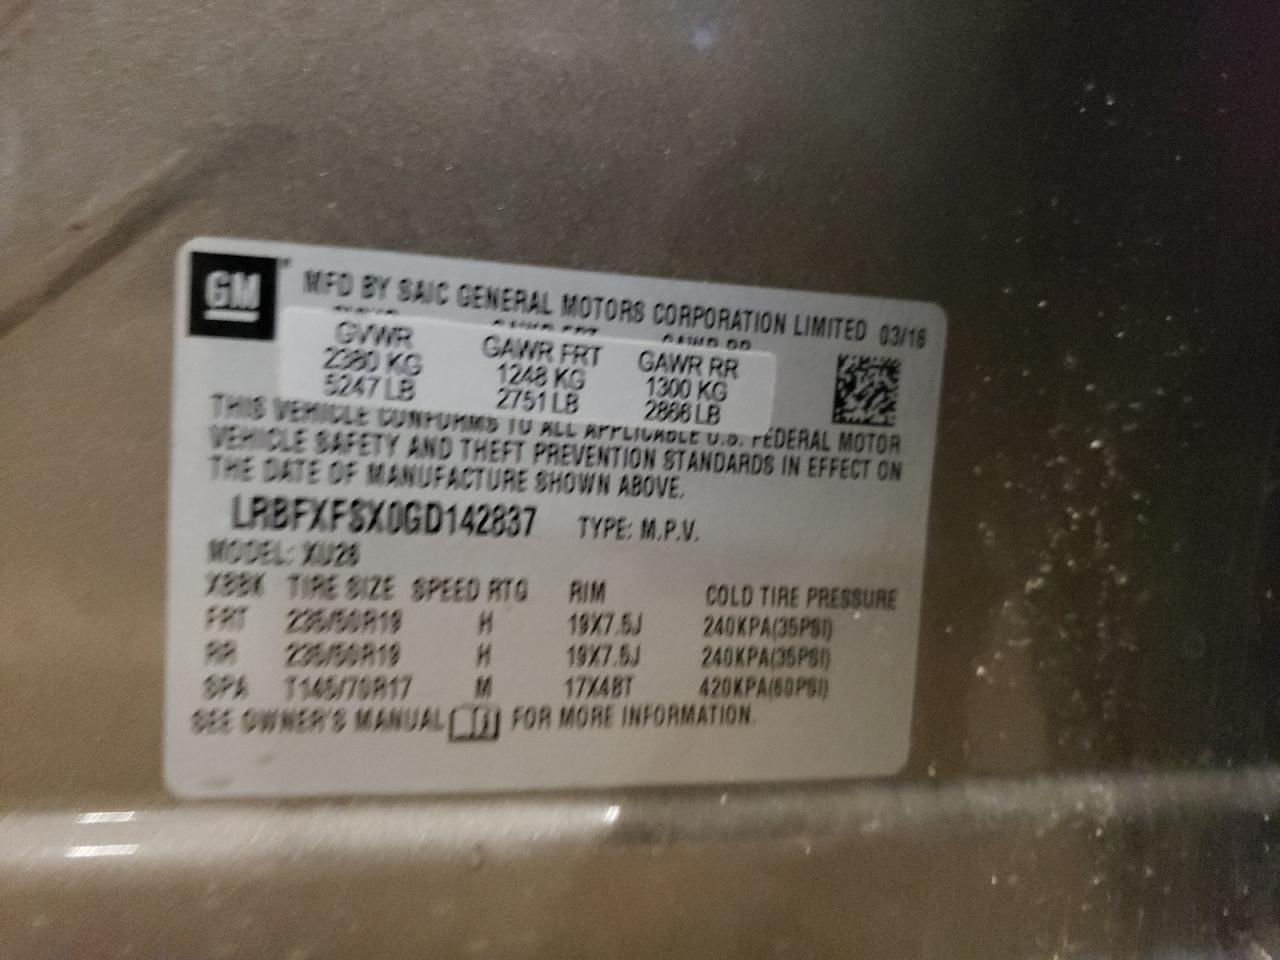 GM
MFD BY SAIC GENERAL MOTORS CORPORATION LIMITED 03/16
GVWR GAWR FRT GAWR RR
2380 KG 1248 KG 1300 KG
5247 LB 2751 LB 2866 LB
THIS VEHICLE CONFORMS TO ALL APPLICABLE U.S. FEDERAL MOTOR
VEHICLE SAFETY AND THEFT PREVENTION STANDARDS IN EFFECT ON
THE DATE OF MANUFACTURE SHOWN ABOVE.
LRBFXFSX0GD142837 TYPE: M.P.V.
MODEL: XU26
XBBK TIRE SIZE SPEED RTG RIM COLD TIRE PRESSURE
FRT 235/50R19 H 19X7.5J 240KPA(35PSI)
RR 235/50R19 H 19X7.5J 240KPA(35PSI)
SPA T145/70R17 M 17X4BT 420KPA(60PSI)
SEE OWNER'S MANUAL FOR MORE INFORMATION.